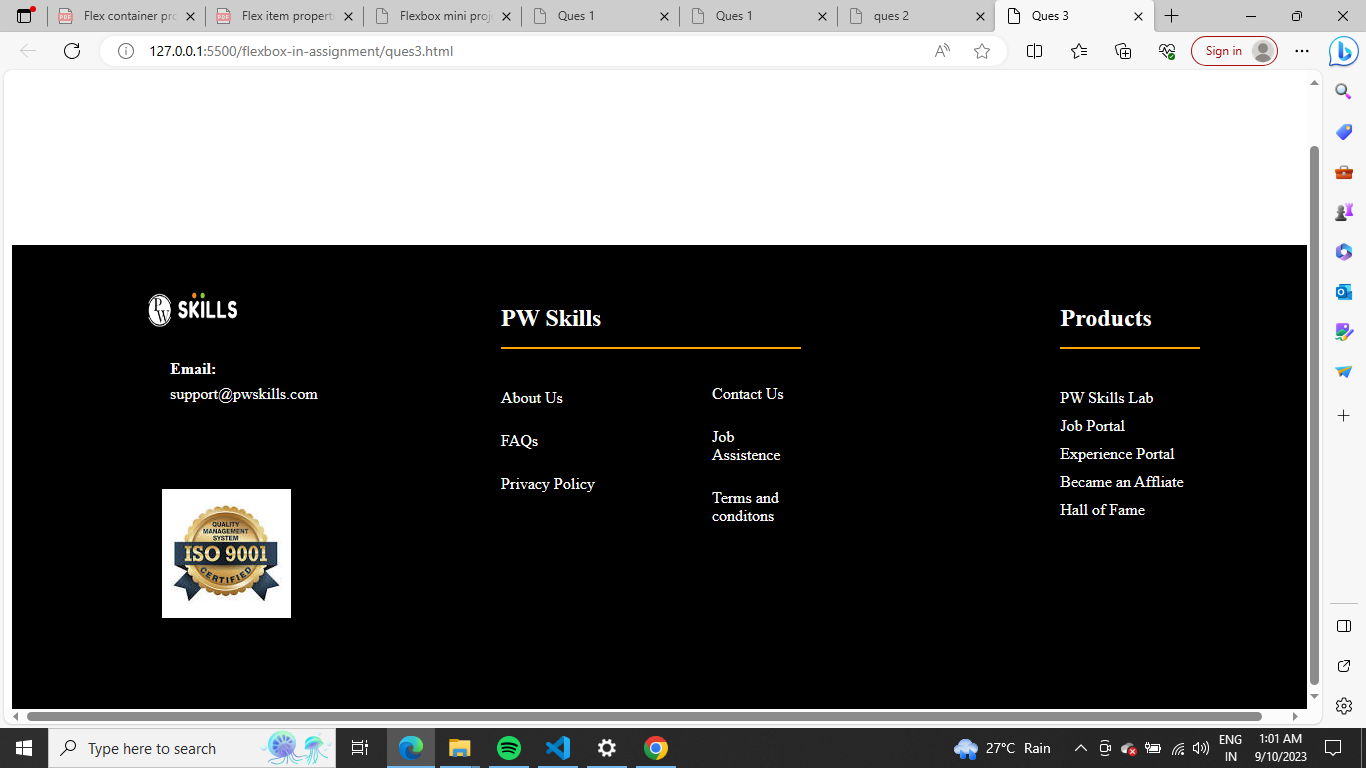 Flex container pro
Flex item propert
Flexbox mini proj
Ques 1
Ques 1
ques 2
Ques 3
127.0.0.1:5500/flexbox-in-assignment/ques3.html
Sign in
PW SKILLS
Email:
support@pwskills.com
QUALITY
MANAGEMENT
SYSTEM
ISO 9001
CERTIFIED
PW Skills
About Us
FAQs
Privacy Policy
Contact Us
Job
Assistence
Terms and
conditons
Products
PW Skills Lab
Job Portal
Experience Portal
Became an Affliate
Hall of Fame
Type here to search
27°C Rain
ENG
IN
1:01 AM
9/10/2023